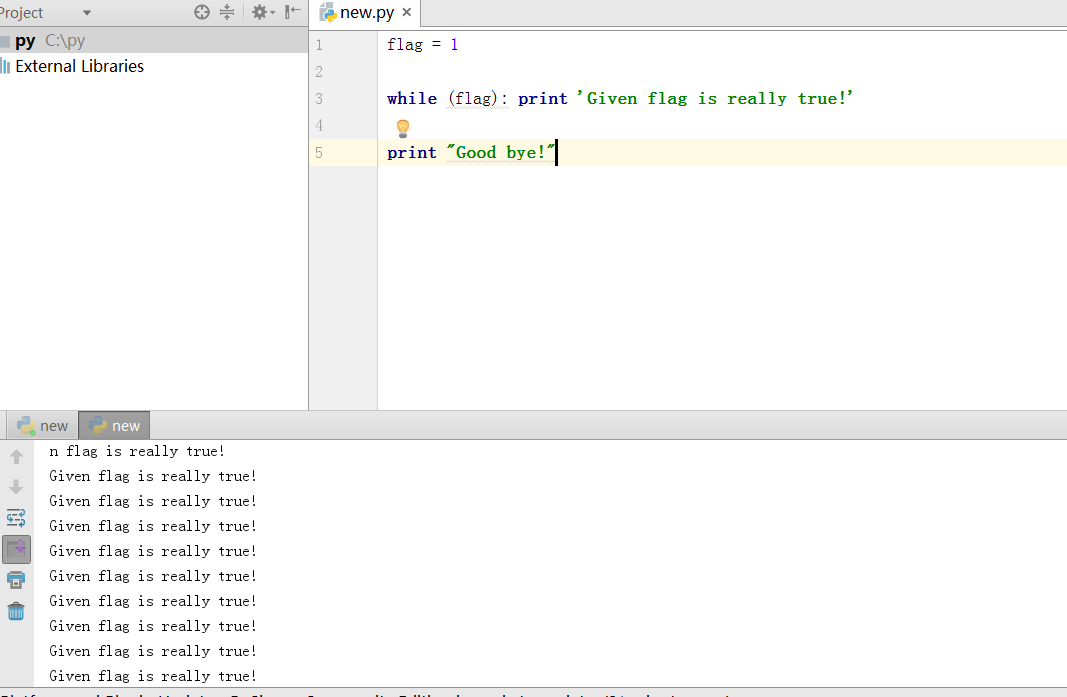 Project
new.py
py C:\py
External Libraries
1 flag = 1
2
3 while (flag): print 'Given flag is really true!'
4
5 print "Good bye!"
new new
n flag is really true!
Given flag is really true!
Given flag is really true!
Given flag is really true!
Given flag is really true!
Given flag is really true!
Given flag is really true!
Given flag is really true!
Given flag is really true!
Given flag is really true!